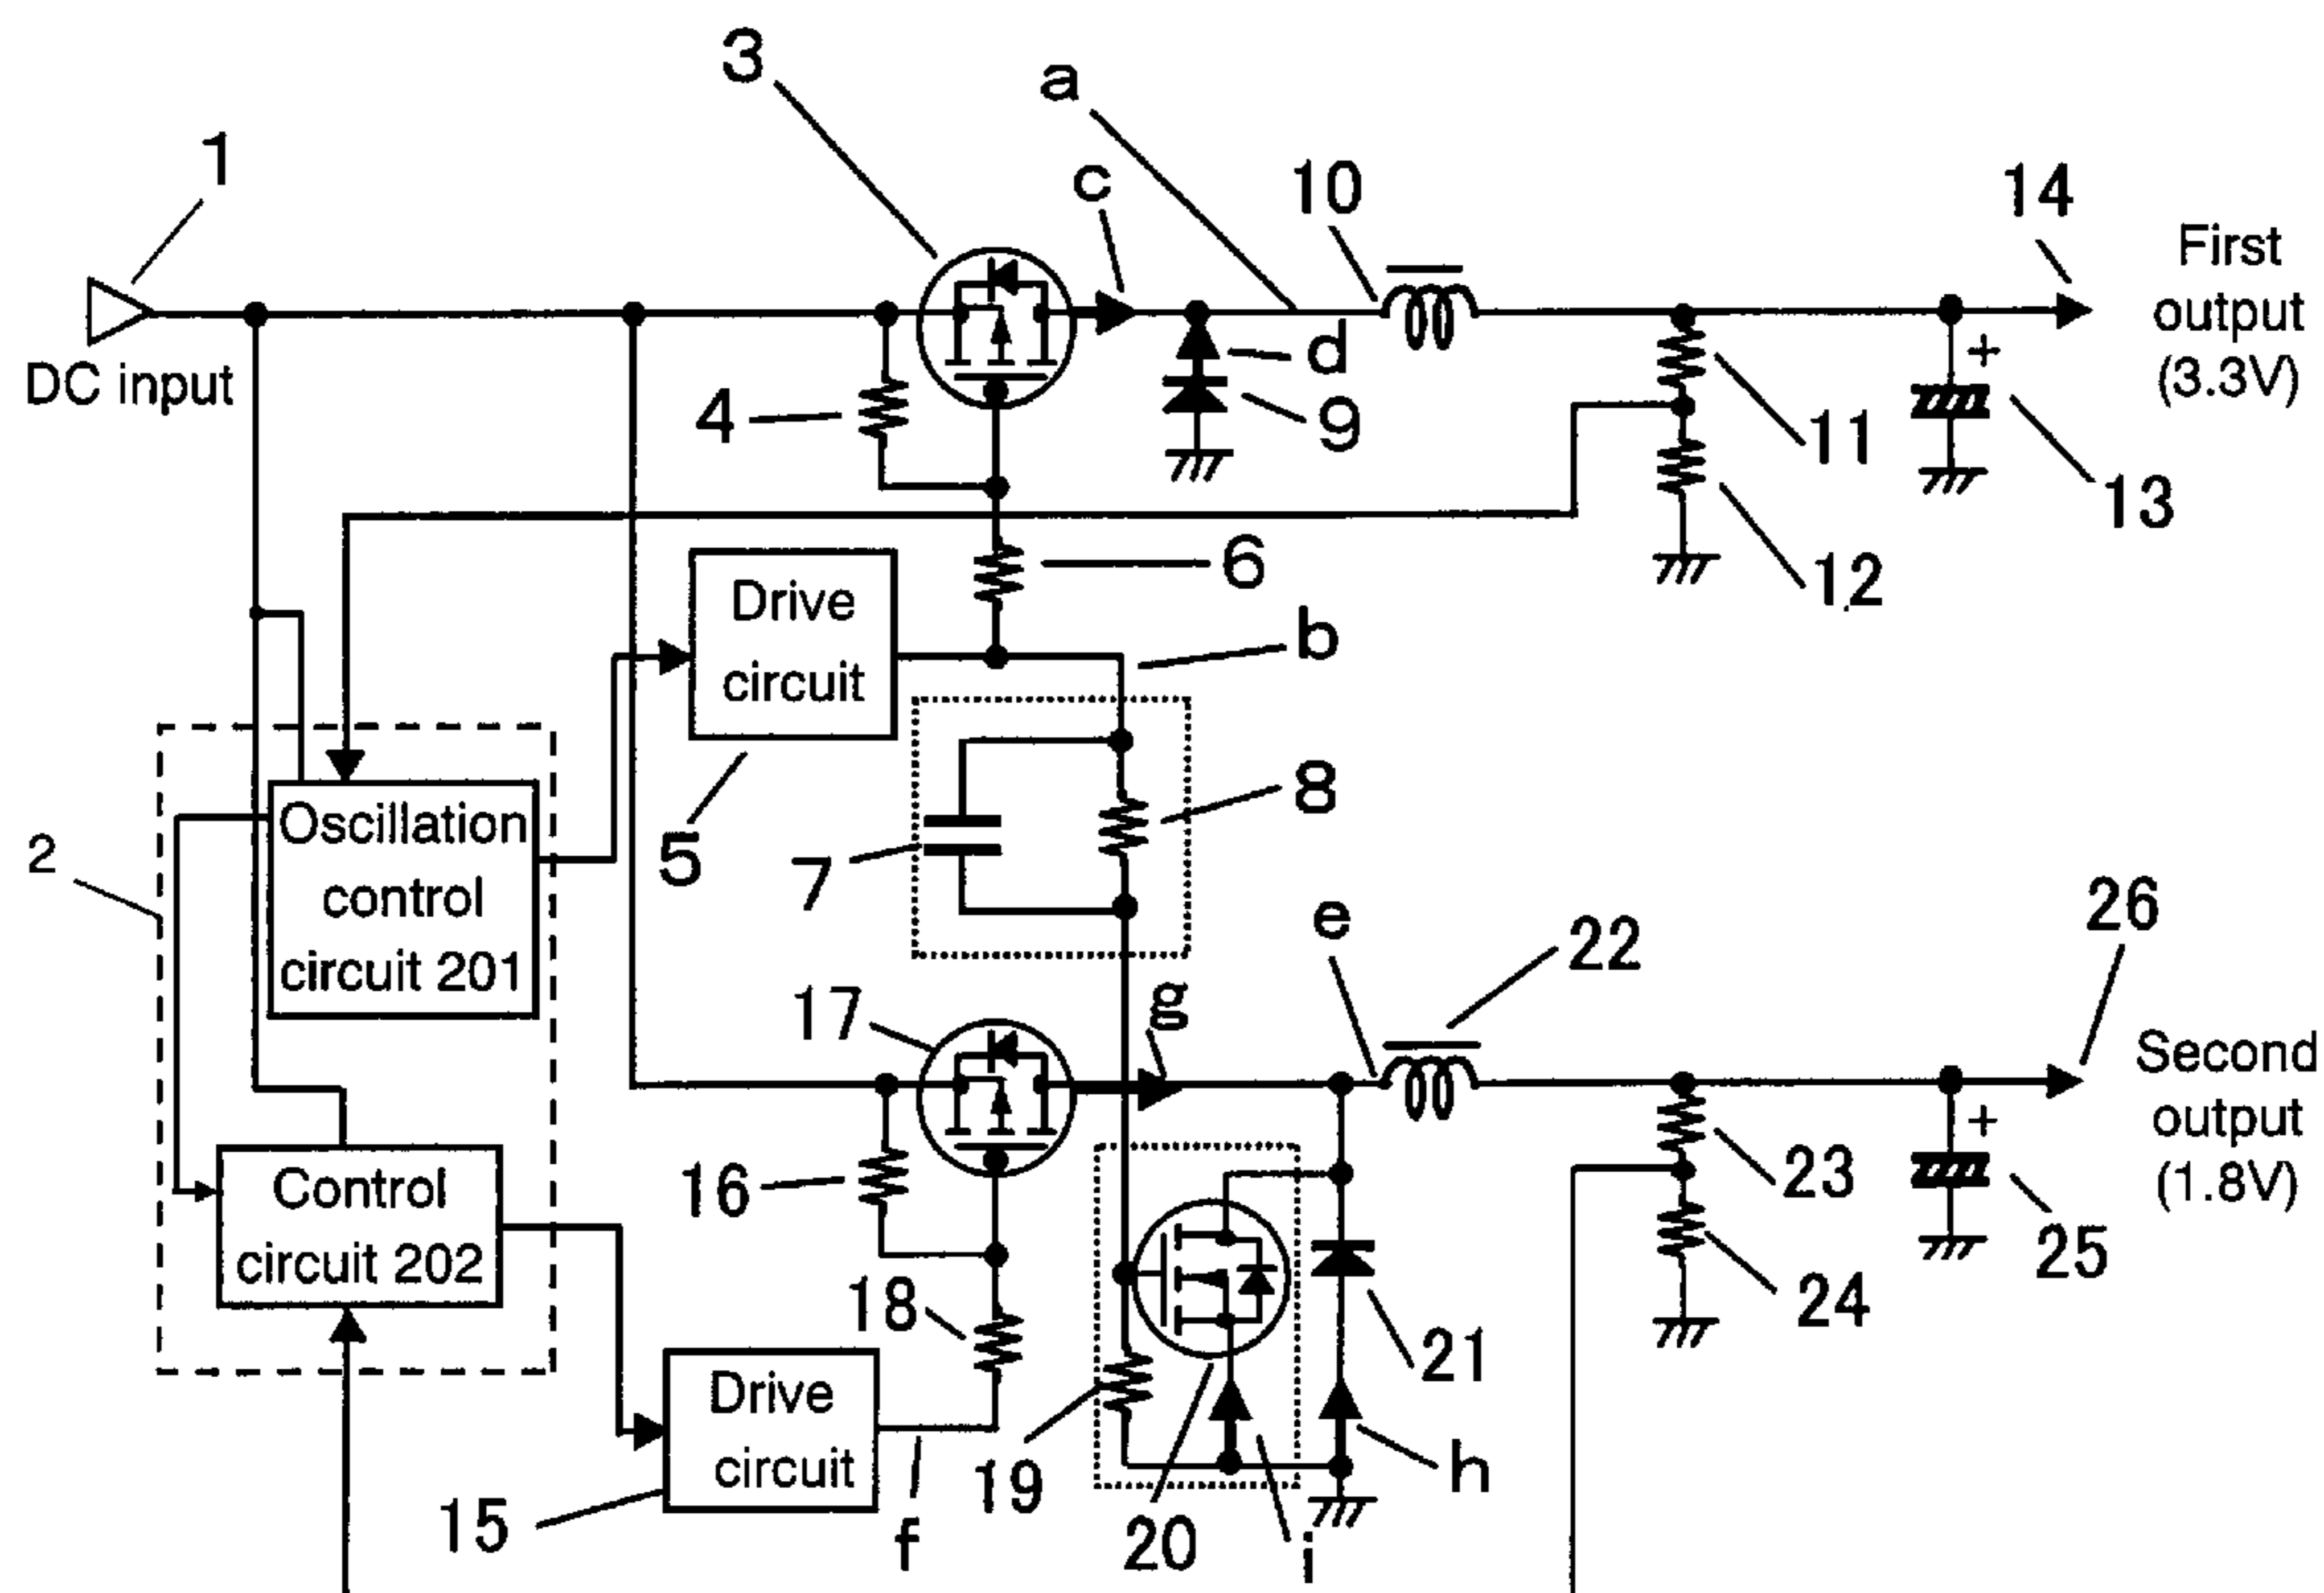 3
a
1
c
10
14
First
output
(3.3V)
DC input
4
d
9
11
13
6
12
Drive
circuit
b
5
8
7
2
Oscillation
control
circuit 201
17
g
e
22
26
Second
output
(1.8V)
16
23
24
25
Control
circuit 202
18
21
Drive
circuit
15
f
19
20
i
h